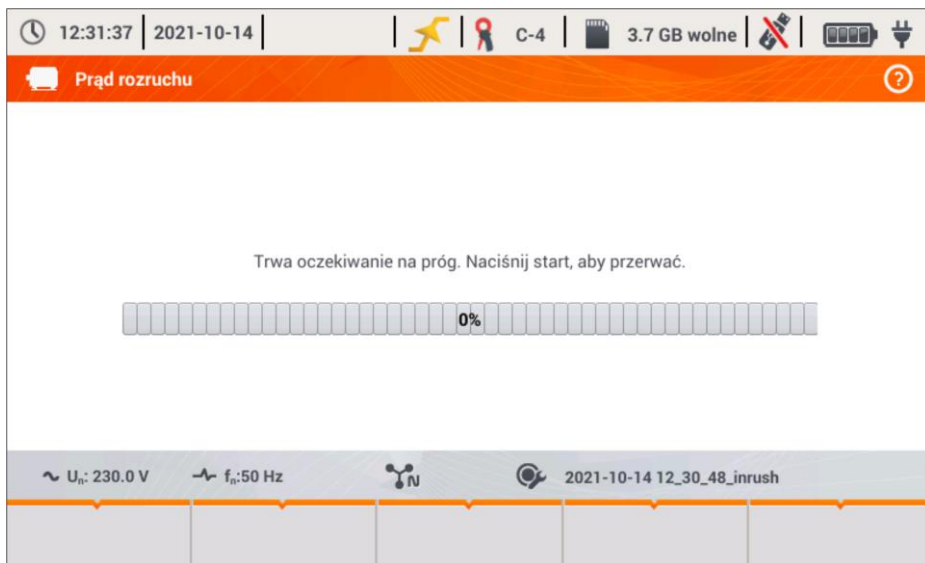 12:31:37 2021-10-14 C-4 3.7 GB wolne
Prąd rozruchu ?
Trwa oczekiwanie na próg. Naciśnij start, aby przerwać.
0%
Uₙ: 230.0 V fₙ:50 Hz N 2021-10-14 12_30_48_inrush